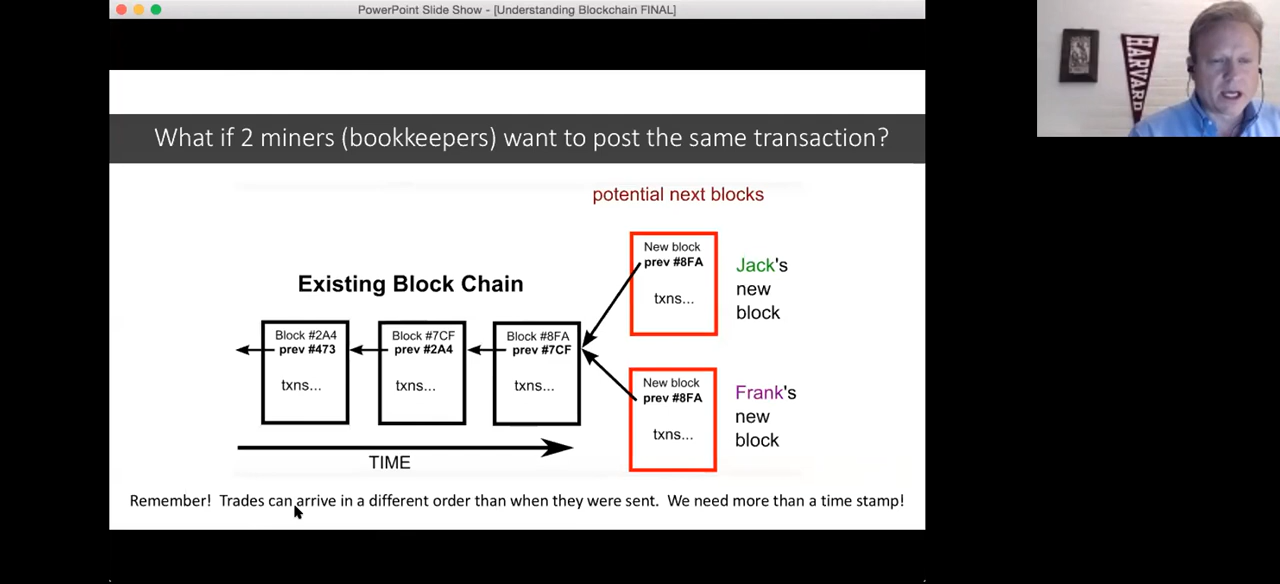 PowerPoint Slide Show - [Understanding Blockchain FINAL]
HARVARD
What if 2 miners (bookkeepers) want to post the same transaction?
potential next blocks
New block
prev #8FA
txns...
Jack's
new
block
Existing Block Chain
Block #2A4
prev #473
txns...
Block #7CF
prev #2A4
txns...
Block #8FA
prev #7CF
txns...
New block
prev #8FA
txns...
Frank's
new
block
TIME
Remember! Trades can arrive in a different order than when they were sent. We need more than a time stamp!